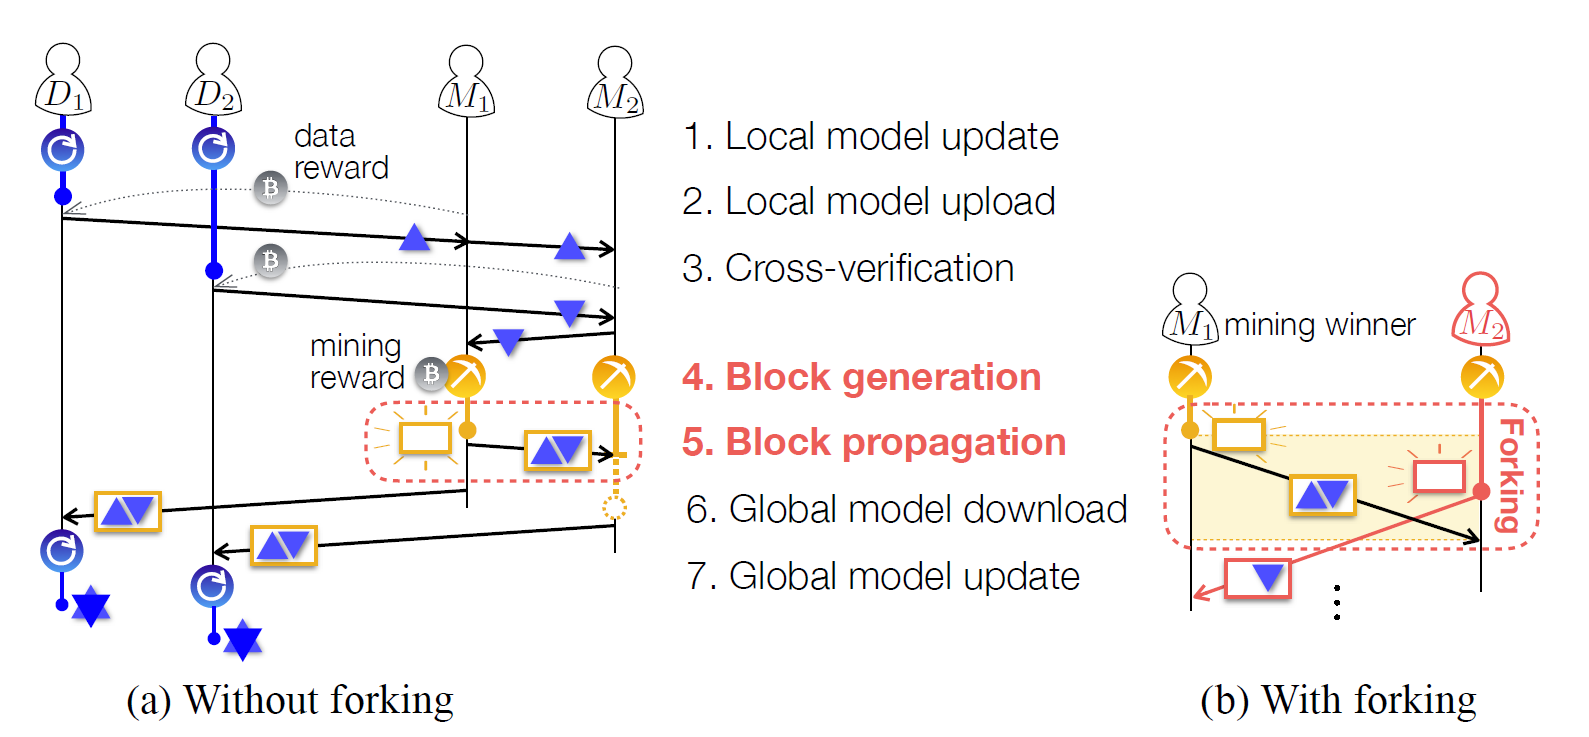 D1
D2
M1
M2
data
reward
mining
reward
1. Local model update
2. Local model upload
3. Cross-verification
4. Block generation
5. Block propagation
6. Global model download
7. Global model update
M1 mining winner
M2
Forking
(a) Without forking
(b) With forking